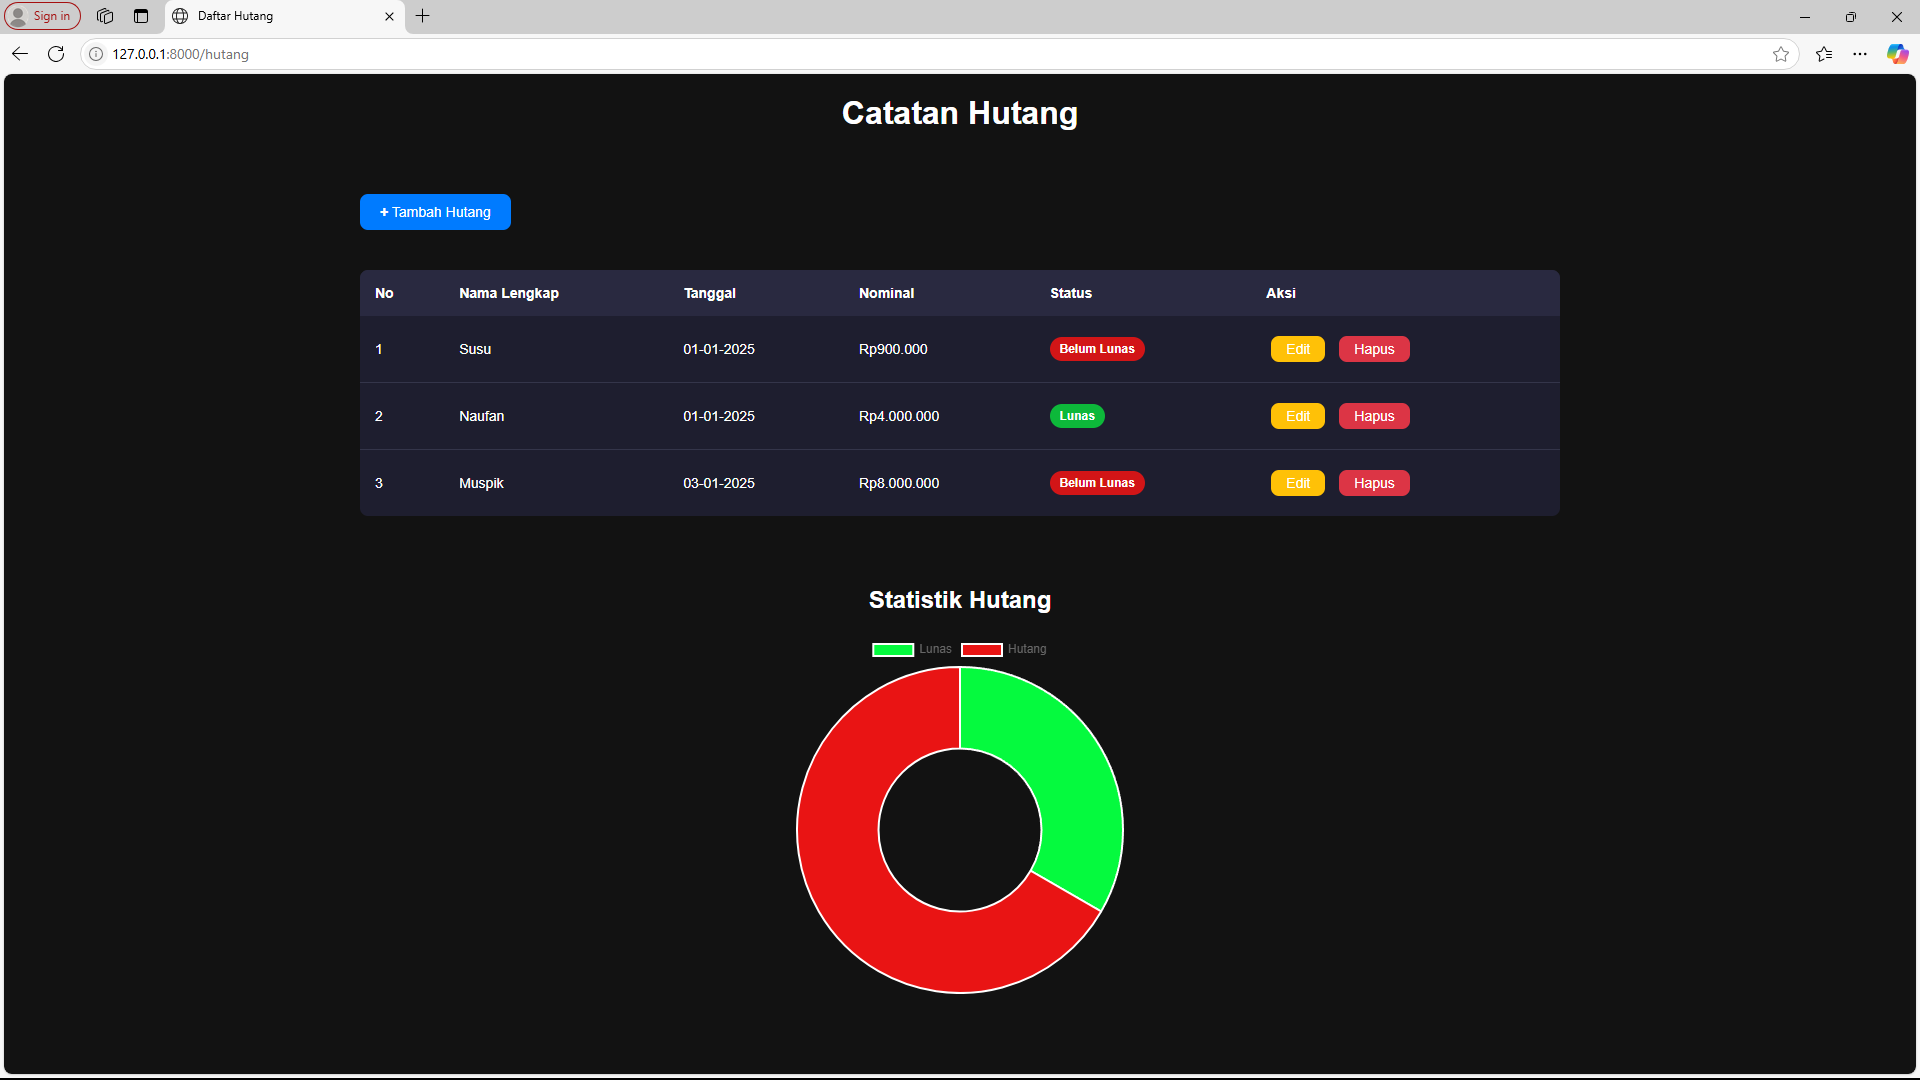 Sign in
Daftar Hutang
127.0.0.1:8000/hutang
Catatan Hutang
+ Tambah Hutang
No Nama Lengkap Tanggal Nominal Status Aksi
1 Susu 01-01-2025 Rp900.000 Belum Lunas Edit Hapus
2 Naufan 01-01-2025 Rp4.000.000 Lunas Edit Hapus
3 Muspik 03-01-2025 Rp8.000.000 Belum Lunas Edit Hapus
Statistik Hutang
Lunas Hutang